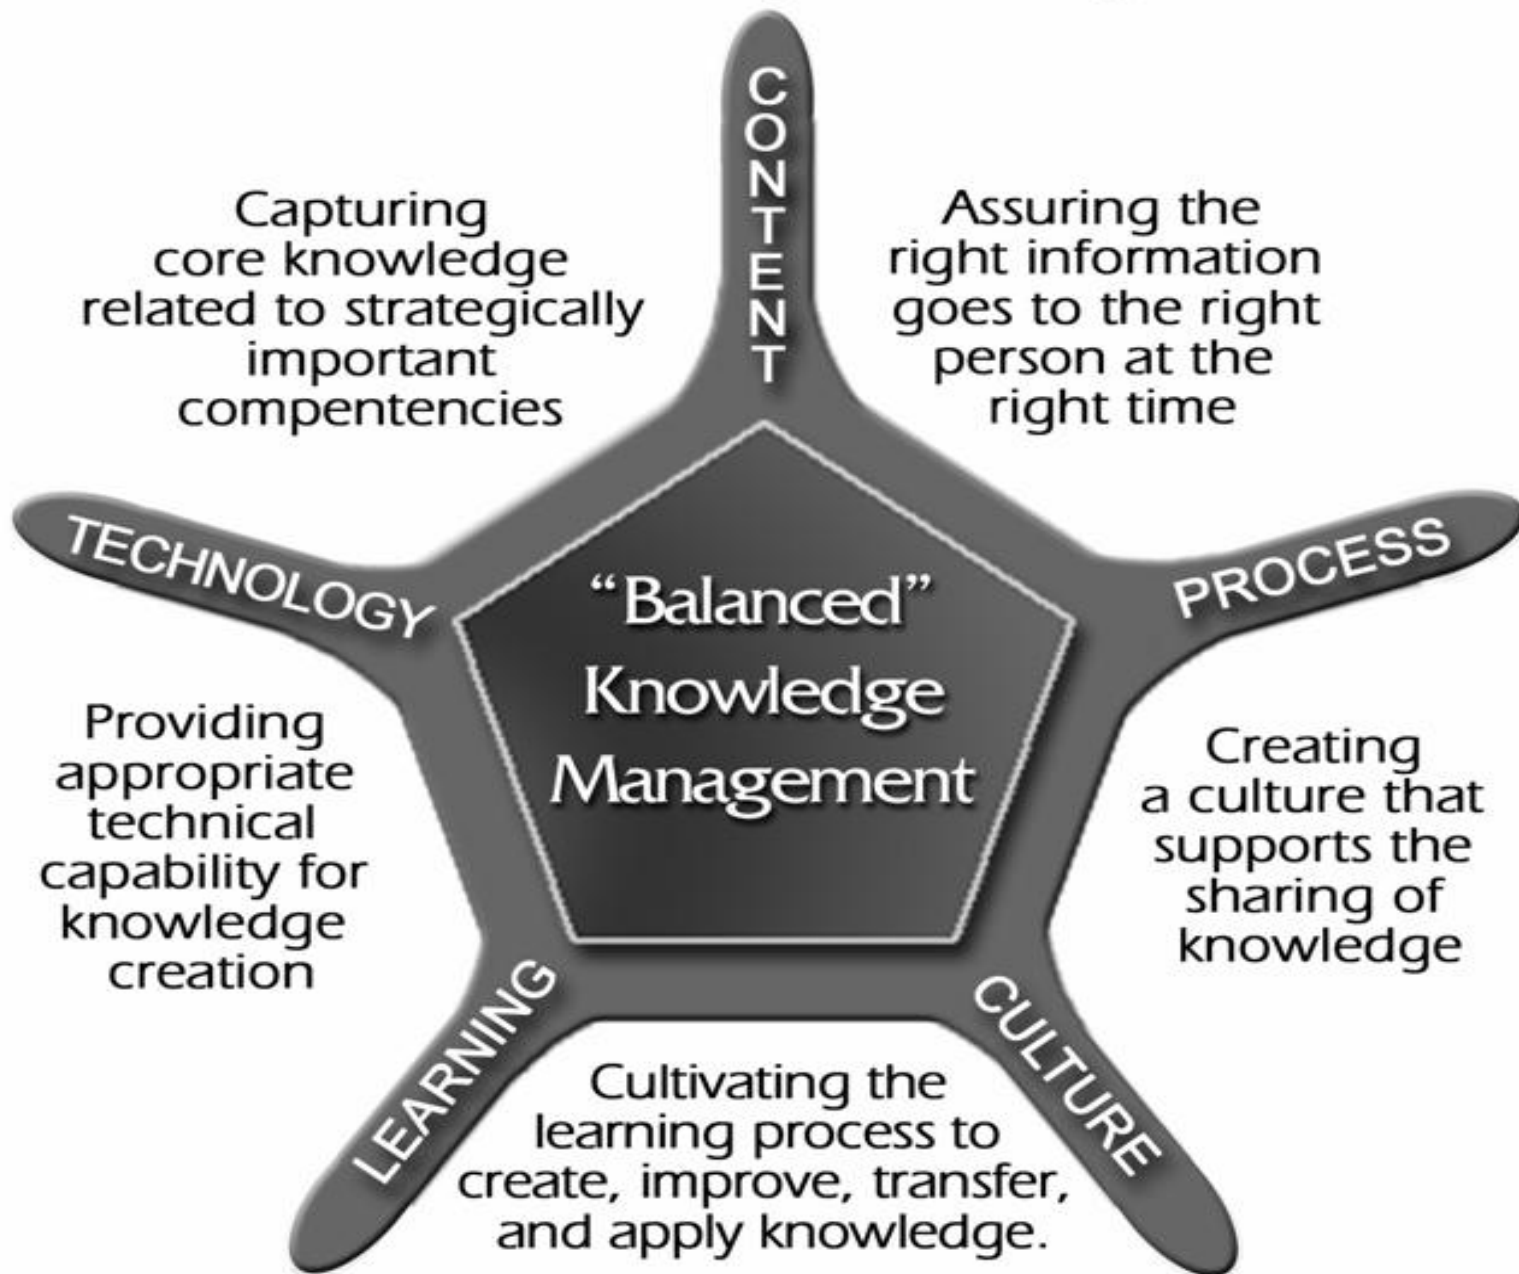 CONTENT
Capturing
core knowledge
related to strategically
important
compentencies
Assuring the
right information
goes to the right
person at the
right time
TECHNOLOGY
PROCESS
"Balanced"
Knowledge
Management
Providing
appropriate
technical
capability for
knowledge
creation
Creating
a culture that
supports the
sharing of
knowledge
LEARNING
CULTURE
Cultivating the
learning process to
create, improve, transfer,
and apply knowledge.